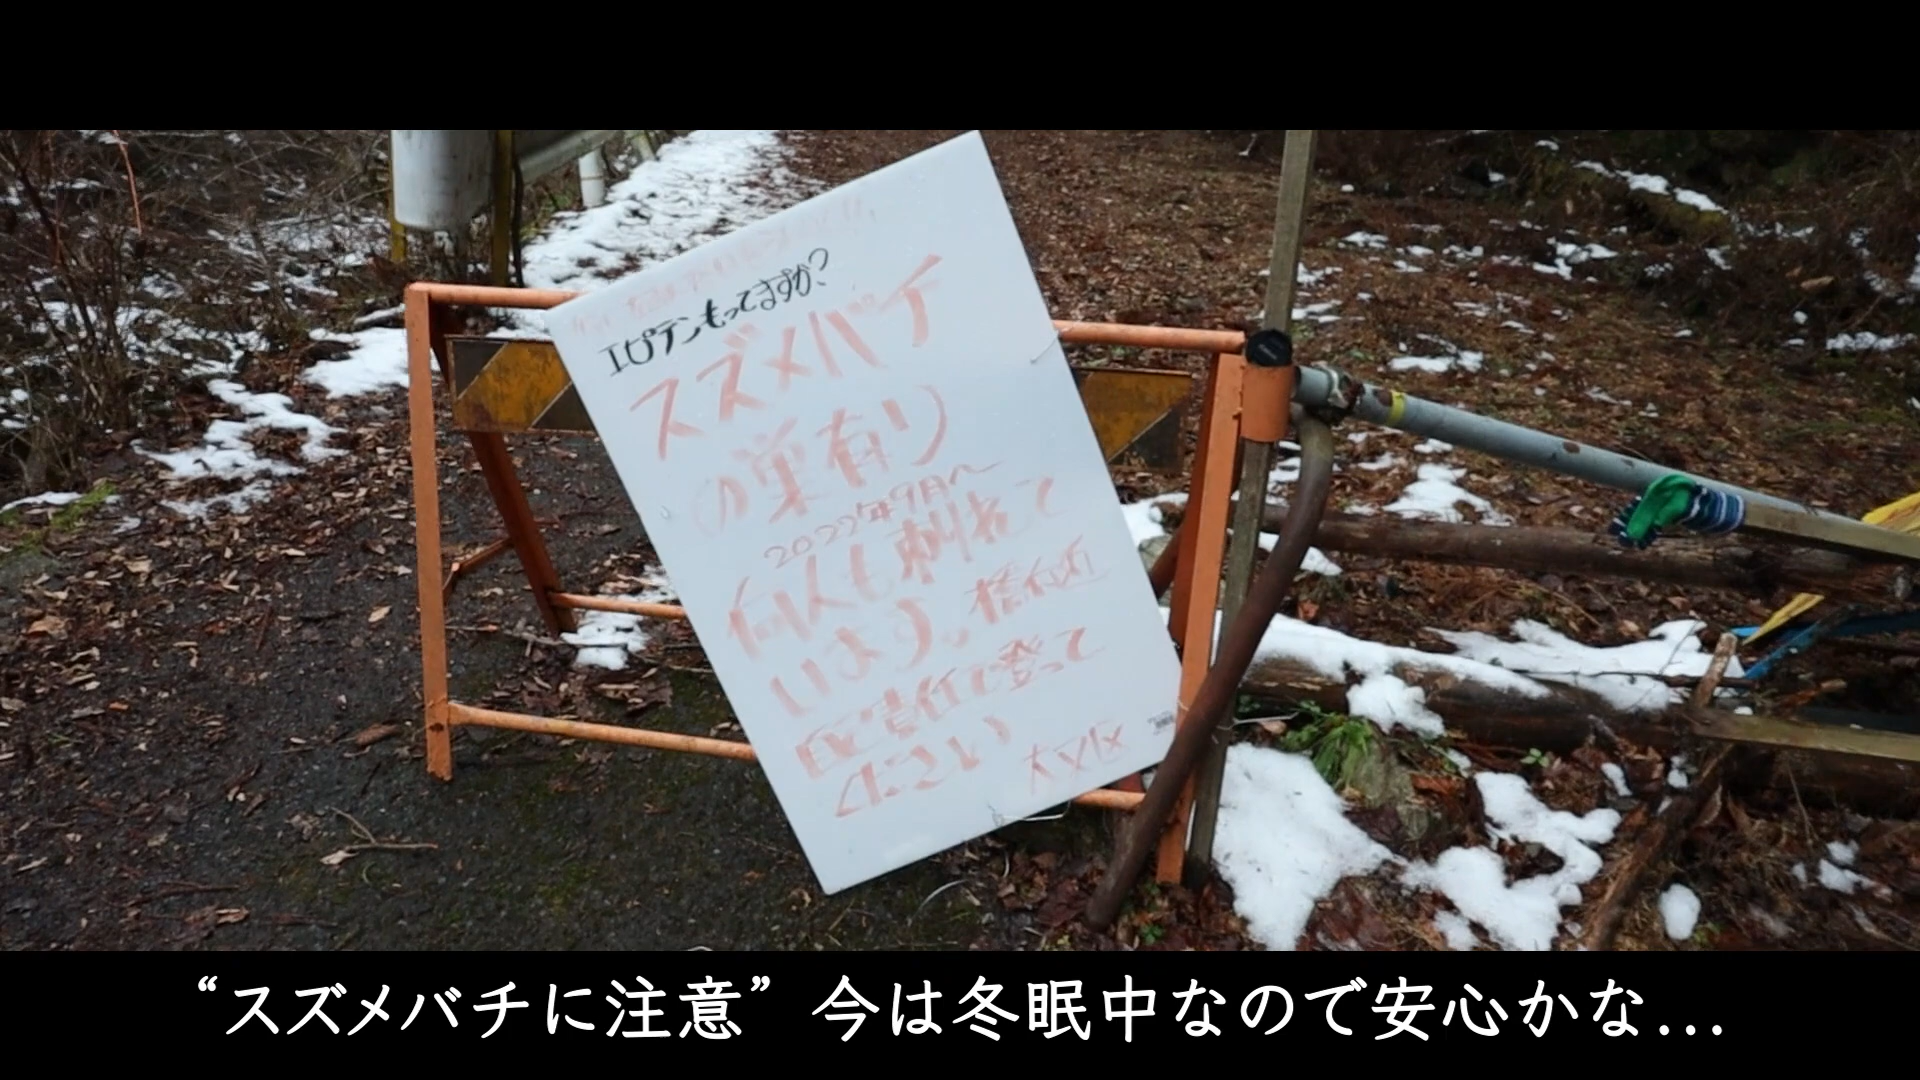 エピテンもってますか?
スズメバチ
の巣有り
2022年9月〜
何人も刺されて
います。橋付近
自己責任で登って
ください
大又区
“スズメバチに注意” 今は冬眠中なので安心かな...